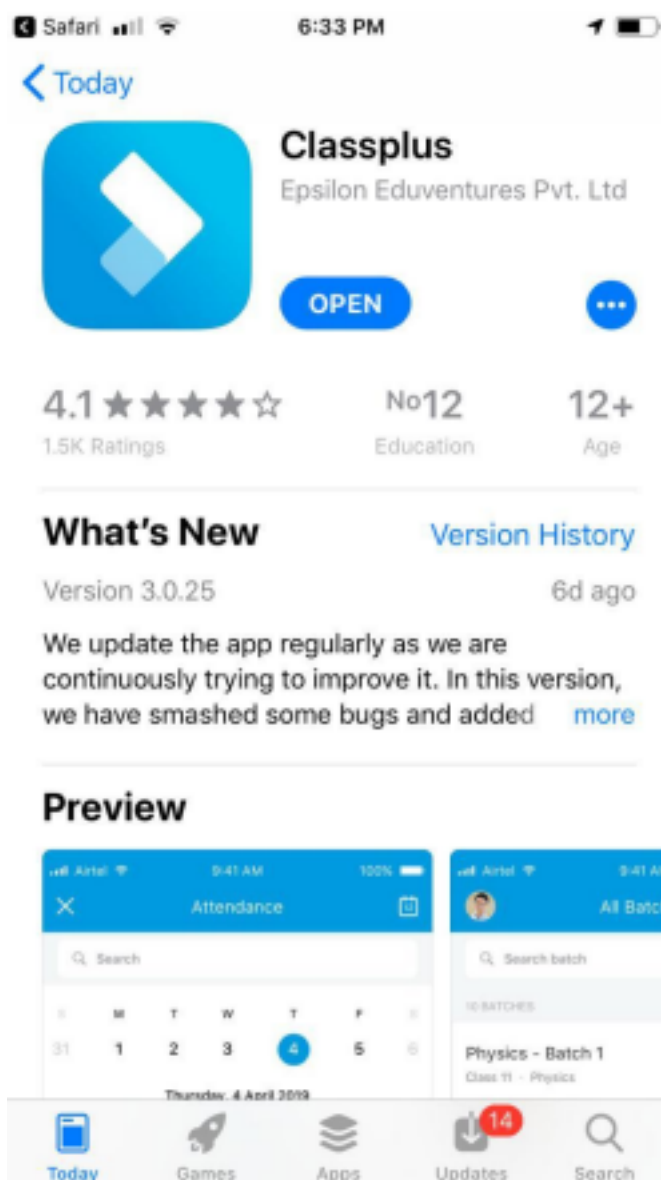 Safari 6:33 PM
Today
Classplus
Epsilon Eduventures Pvt. Ltd
OPEN
4.1 No12 12+
1.5K Ratings Education Age
What's New Version History
Version 3.0.25 6d ago
We update the app regularly as we are
continuously trying to improve it. In this version,
we have smashed some bugs and added more
Preview
Airtel 9:41 AM 100%
Attendance
Search
S M T W T F S
31 1 2 3 4 5 6
Thursday, 4 April 2019
Airtel 9:41 A
All Batc
Search batch
10 BATCHES
Physics - Batch 1
Class 11 - Physics
14
Today Games Apps Updates Search